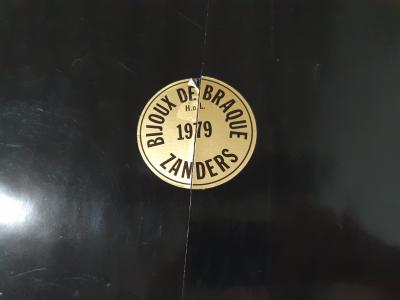 BIJOUX DE BRAQUE
H.d.L.
1979
ZANDERS